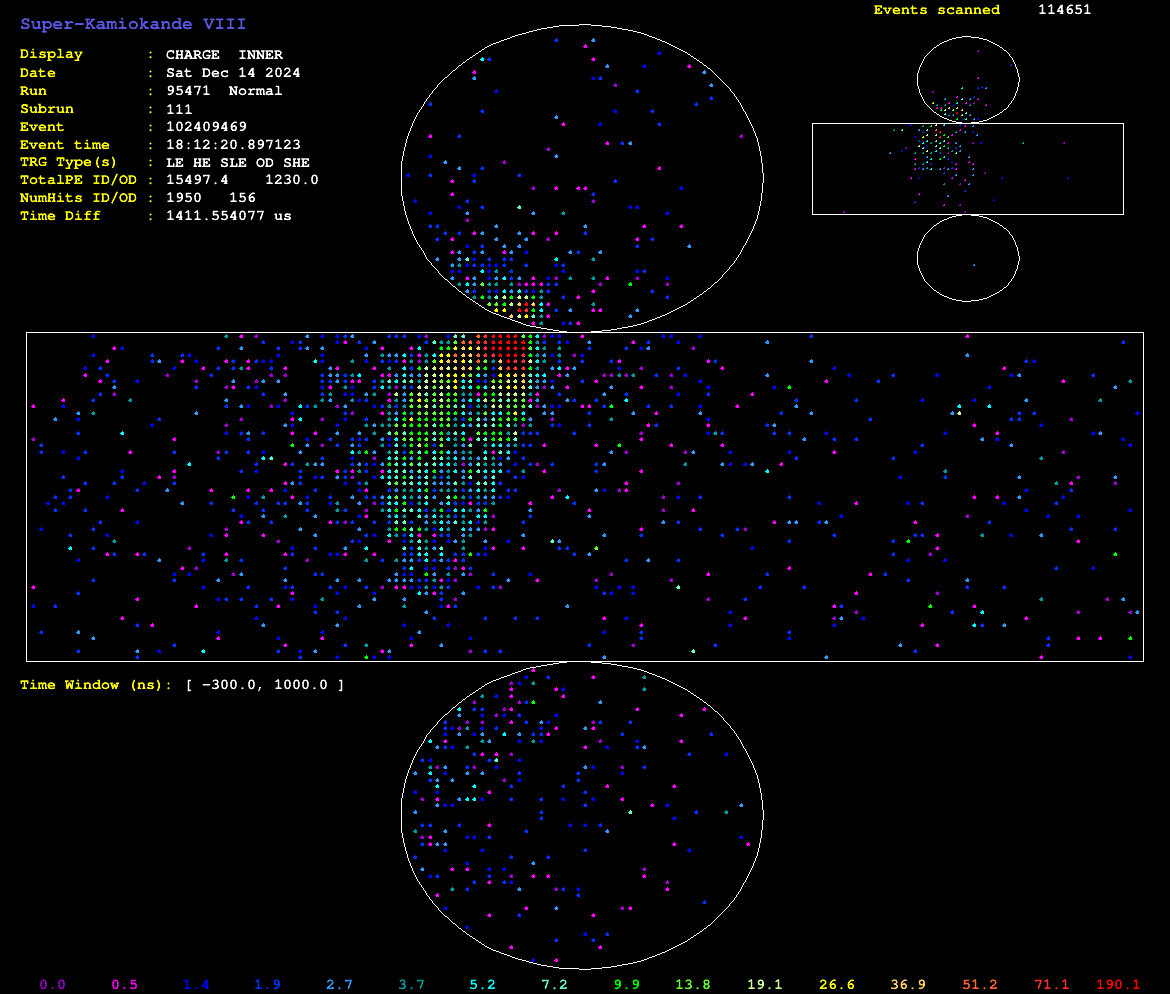 Super-Kamiokande VIII
Events scanned 114651
Display : CHARGE INNER
Date : Sat Dec 14 2024
Run : 95471 Normal
Subrun : 111
Event : 102409469
Event time : 18:12:20.897123
TRG Type(s) : LE HE SLE OD SHE
TotalPE ID/OD : 15497.4 1230.0
NumHits ID/OD : 1950 156
Time Diff : 1411.554077 us
Time Window (ns): [ −300.0, 1000.0 ]
0.0 0.5 1.4 1.9 2.7 3.7 5.2 7.2 9.9 13.8 19.1 26.6 36.9 51.2 71.1 190.1